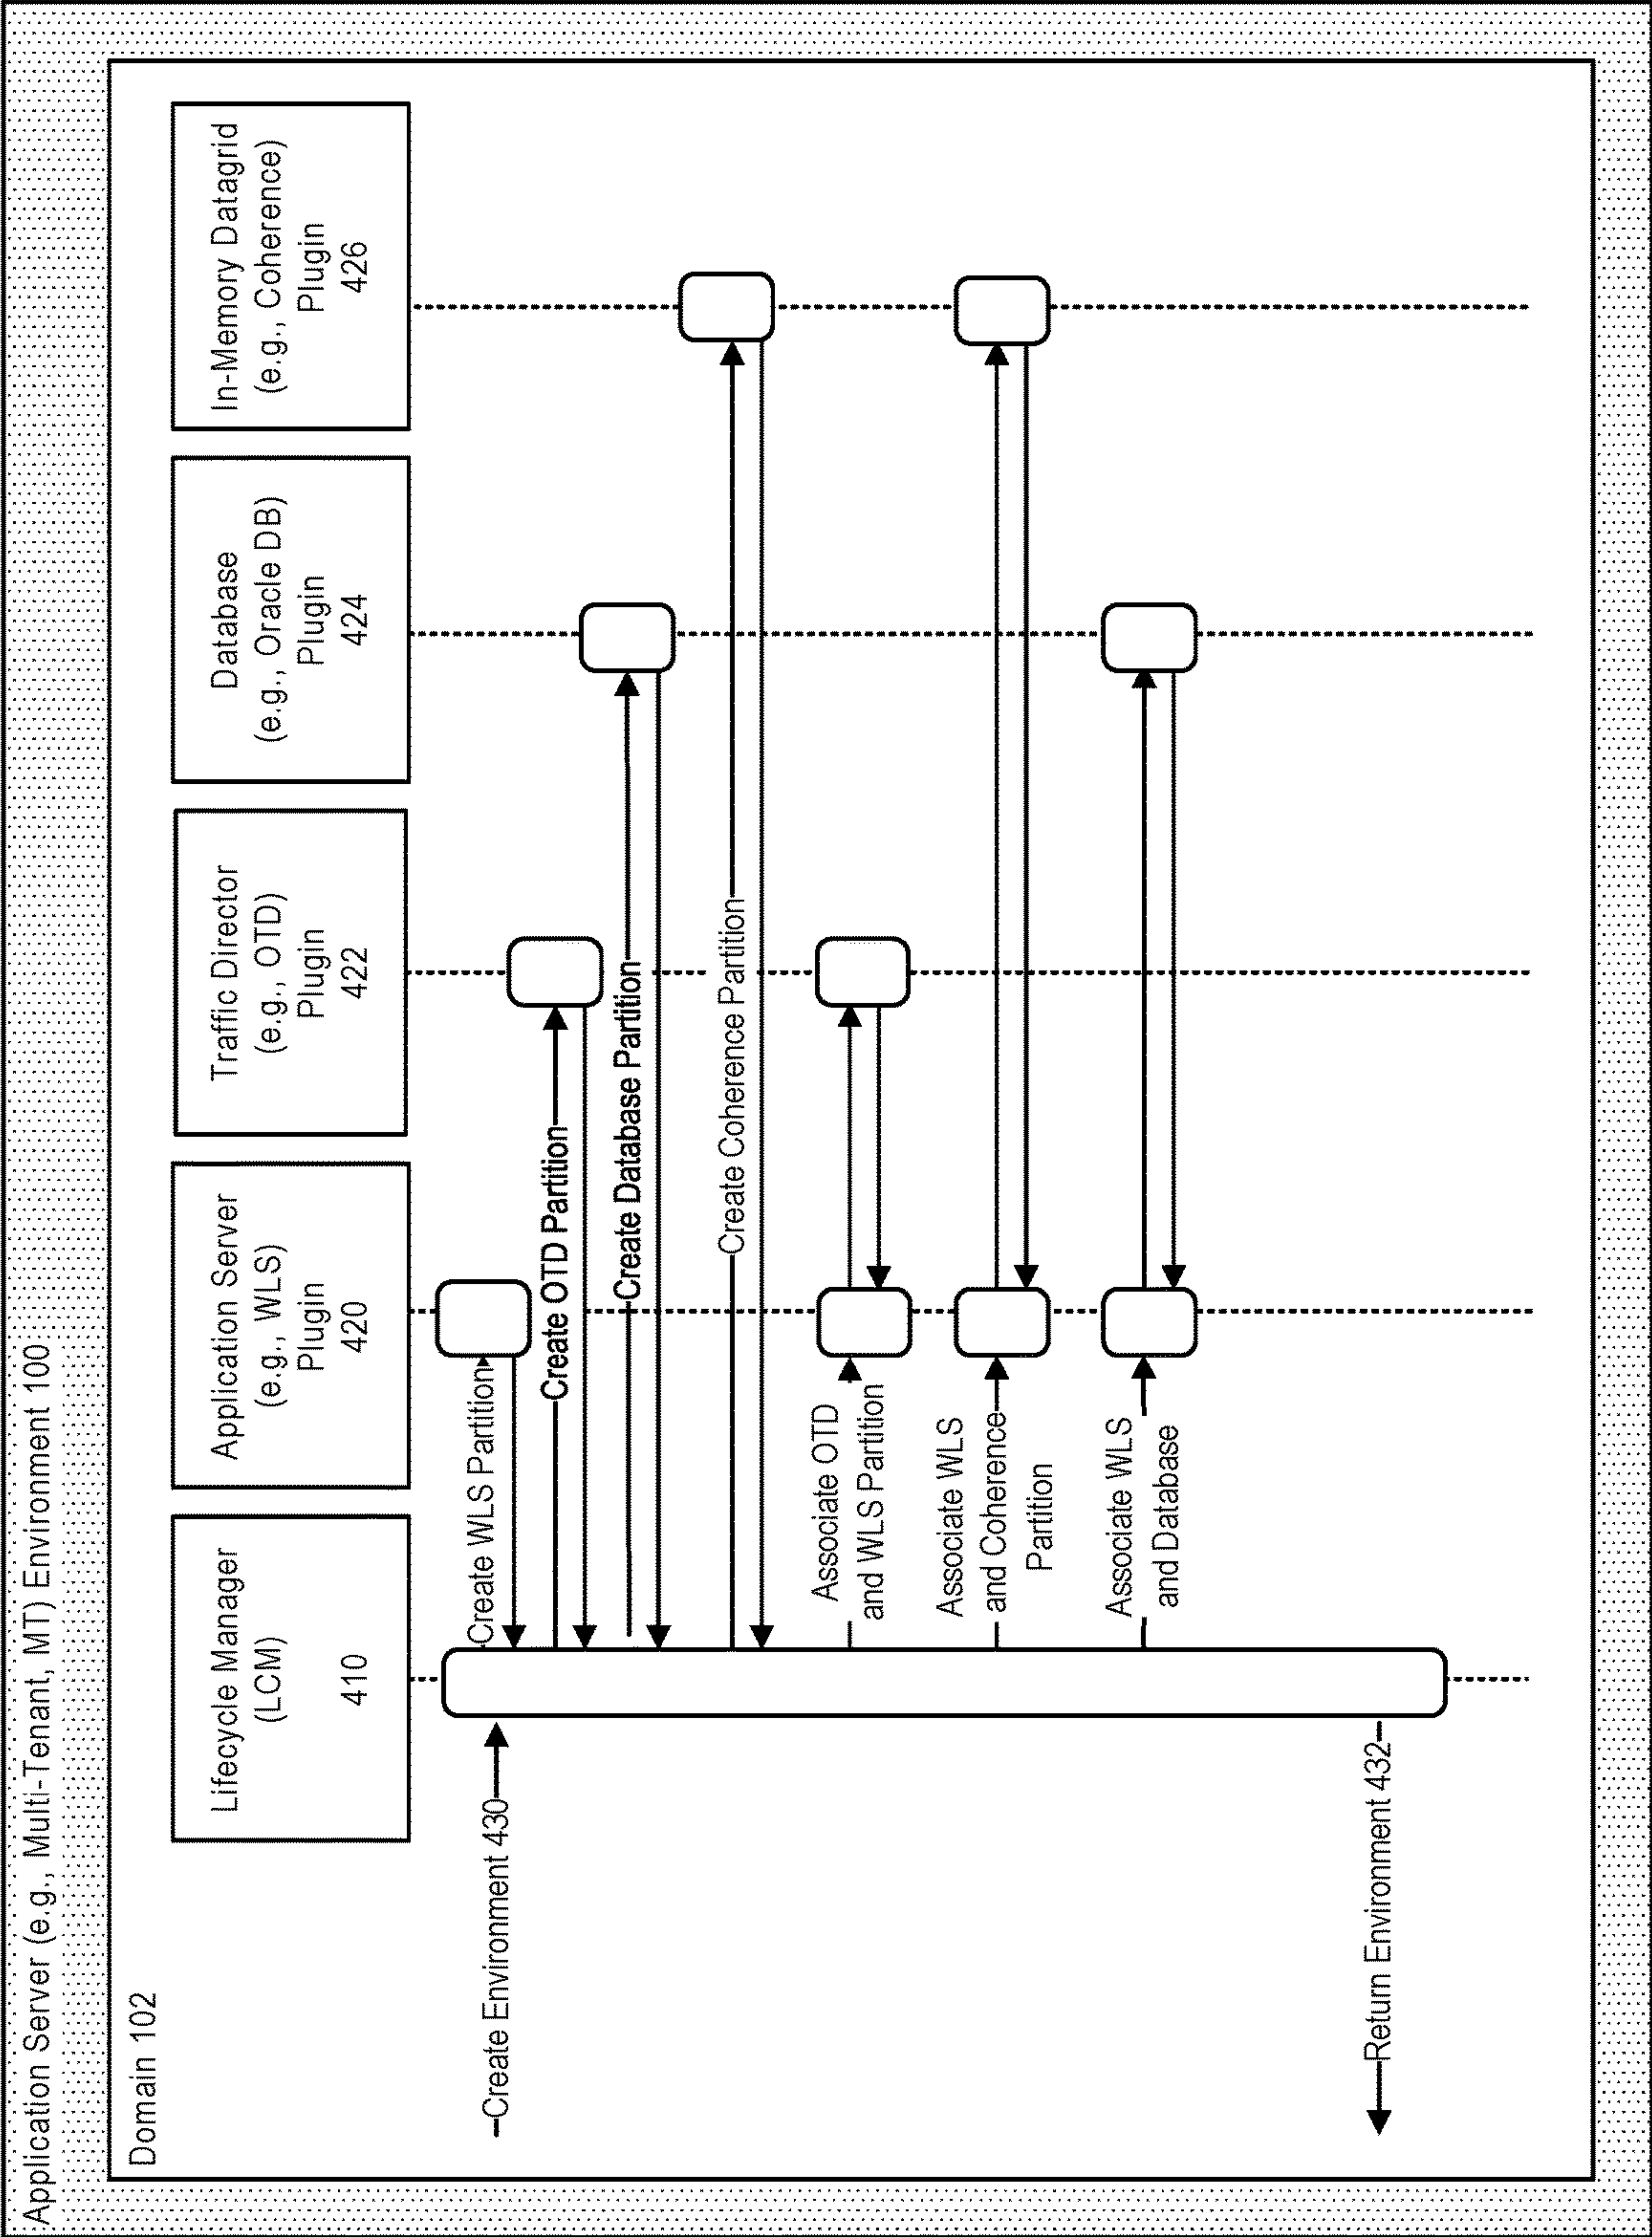 Application Server (e.g., Multi-Tenant, MT) Environment 100
Domain 102
Lifecycle Manager
(LCM)
410
Application Server
(e.g., WLS)
Plugin
420
Traffic Director
(e.g., OTD)
Plugin
422
Database
(e.g., Oracle DB)
Plugin
424
In-Memory Datagrid
(e.g., Coherence)
Plugin
426
Create Environment 430
Create WLS Partition
Create OTD Partition
Create Database Partition
Create Coherence Partition
Associate OTD
and WLS Partition
Associate WLS
and Coherence
Partition
Associate WLS
and Database
Return Environment 432